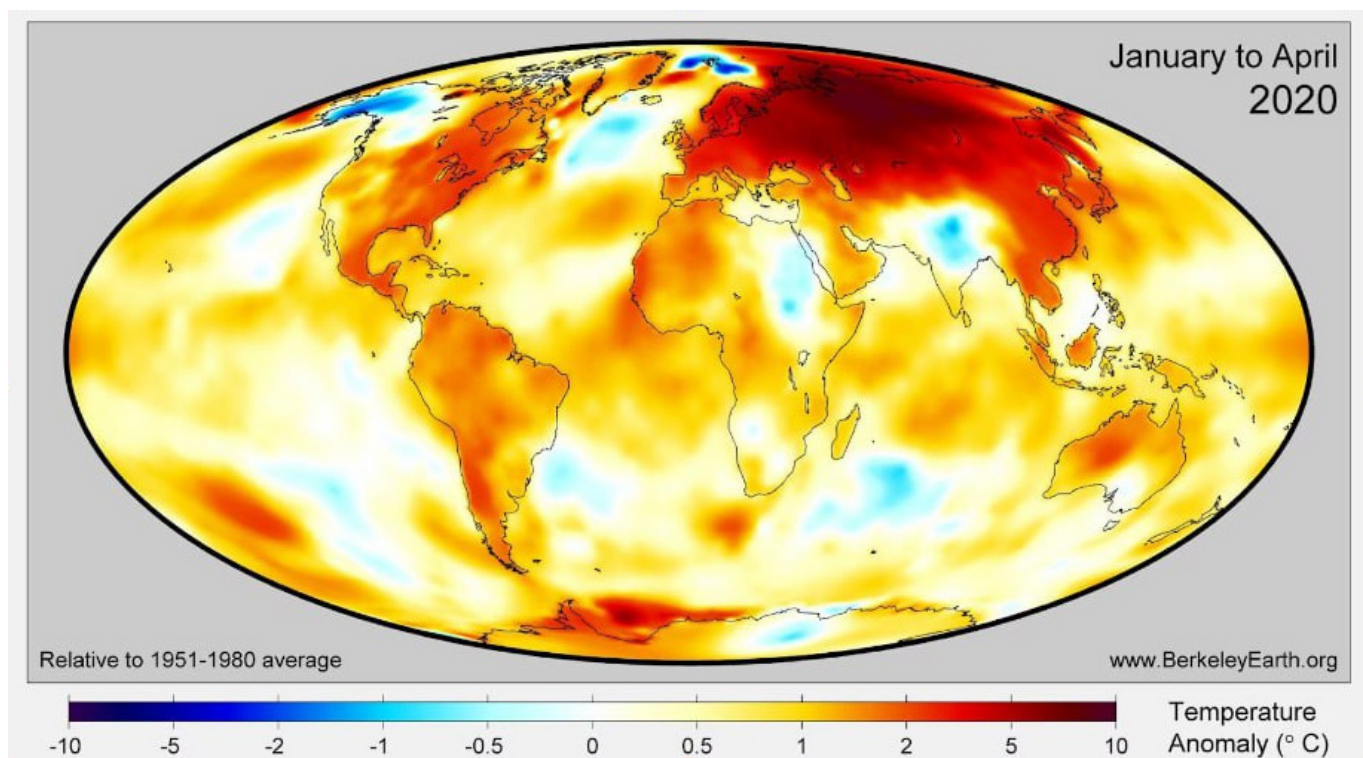 January to April
2020
Relative to 1951-1980 average
www.BerkeleyEarth.org
-10 -5 -2 -1 -0.5 0 0.5 1 2 5 10
Temperature
Anomaly (° C)